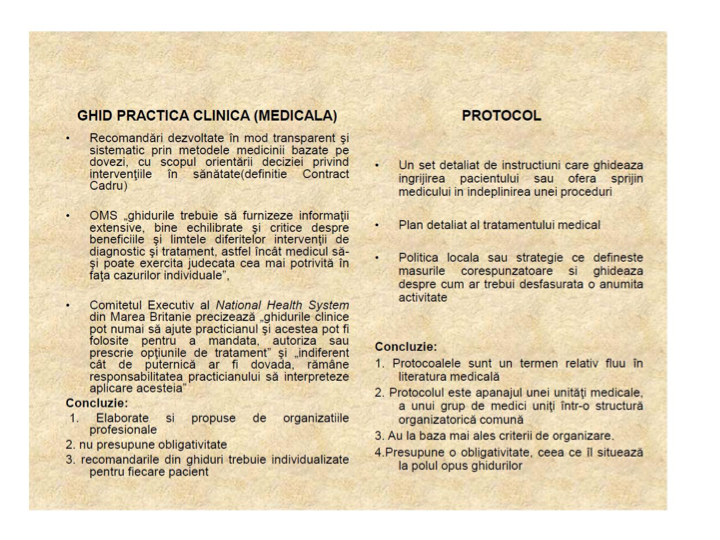 GHID PRACTICA CLINICA (MEDICALA)
• Recomandări dezvoltate în mod transparent şi
sistematic prin metodele medicinii bazate pe
dovezi, cu scopul orientării deciziei privind
intervenţiile în sănătate(definitie Contract
Cadru)
• OMS „ghidurile trebuie să furnizeze informaţii
extensive, bine echilibrate şi critice despre
beneficiile şi limtele diferitelor intervenţii de
diagnostic şi tratament, astfel încât medicul să-
şi poate exercita judecata cea mai potrivită în
faţa cazurilor individuale”,
• Comitetul Executiv al National Health System
din Marea Britanie precizează „ghidurile clinice
pot numai să ajute practicianul şi acestea pot fi
folosite pentru a mandata, autoriza sau
prescrie opţiunile de tratament” şi „indiferent
cât de puternică ar fi dovada, rămâne
responsabilitatea practicianului să interpreteze
aplicare acesteia”
Concluzie:
1. Elaborate si propuse de organizatiile
profesionale
2. nu presupune obligativitate
3. recomandarile din ghiduri trebuie individualizate
pentru fiecare pacient
PROTOCOL
• Un set detaliat de instructiuni care ghideaza
ingrijirea pacientului sau ofera sprijin
medicului in indeplinirea unei proceduri
• Plan detaliat al tratamentului medical
• Politica locala sau strategie ce defineste
masurile corespunzatoare si ghideaza
despre cum ar trebui desfasurata o anumita
activitate
Concluzie:
1. Protocoalele sunt un termen relativ fluu în
literatura medicală
2. Protocolul este apanajul unei unităţi medicale,
a unui grup de medici uniţi într-o structură
organizatorică comună
3. Au la baza mai ales criterii de organizare.
4.Presupune o obligativitate, ceea ce îl situează
la polul opus ghidurilor